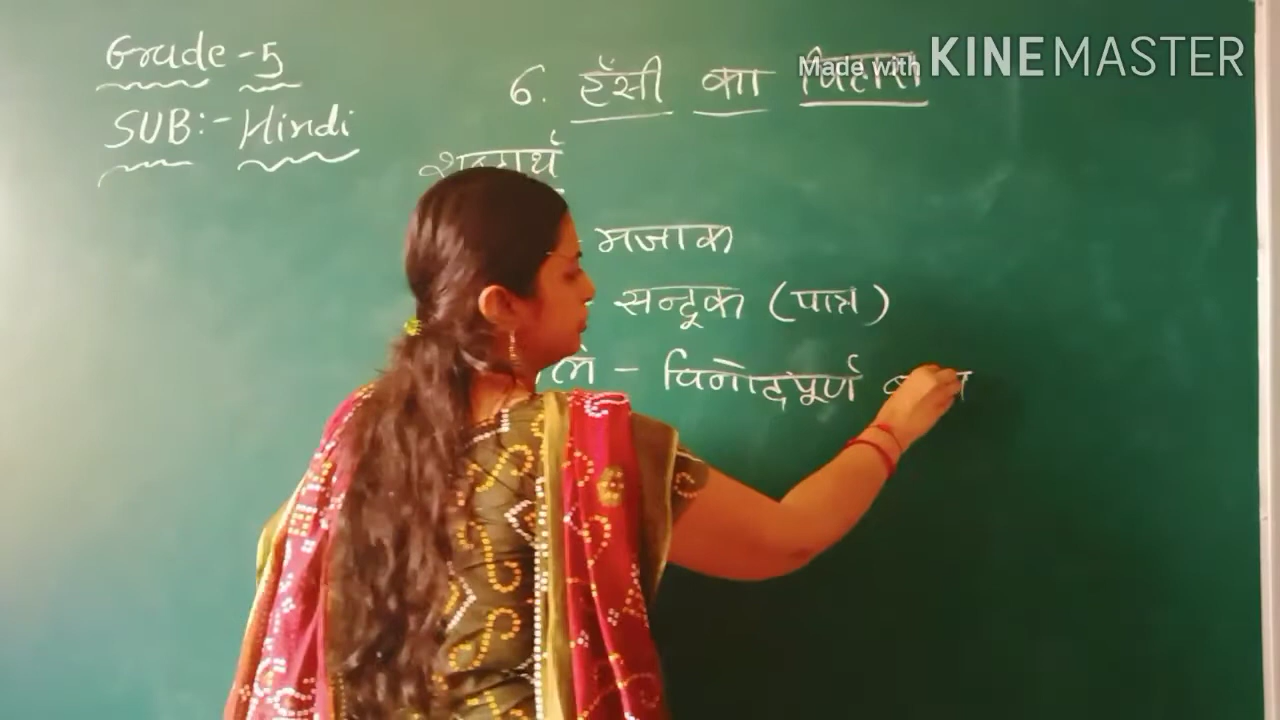 Grade - 5
SUB:- Hindi
6. हँसी का पिटारा
Made with KINEMASTER
शब्दार्थ
- मजाक
- सन्दूक (पात्र)
ले - विनोदपूर्ण